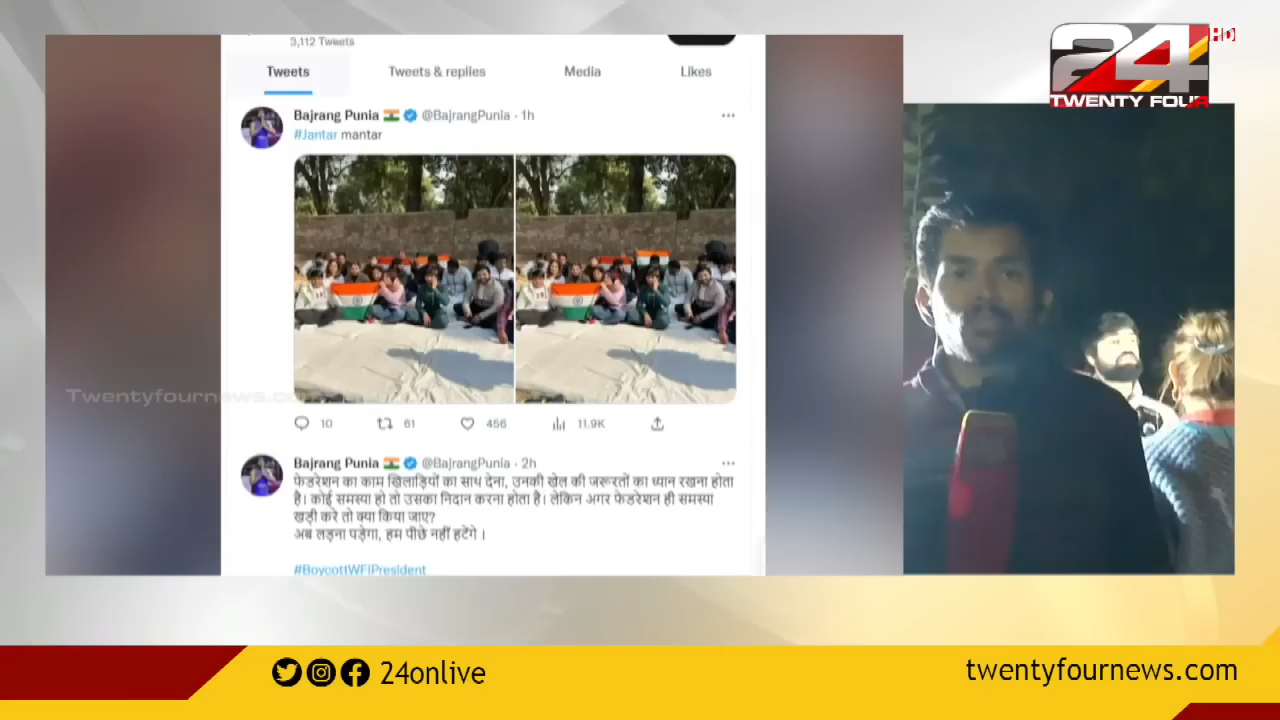 3,112 Tweets
Tweets Tweets & replies Media Likes
Bajrang Punia @BajrangPunia · 1h
#Jantar mantar
10 61 456 11.9K
Bajrang Punia @BajrangPunia · 2h
फेडरेशन का काम खिलाड़ियों का साथ देना, उनकी खेल की जरूरतों का ध्यान रखना होता
है। कोई समस्या हो तो उसका निदान करना होता है। लेकिन अगर फेडरेशन ही समस्या
खड़ी करे तो क्या किया जाए?
अब लड़ना पड़ेगा, हम पीछे नहीं हटेंगे ।
#BoycottWFIPresident
24 HD
TWENTY FOUR
Twentyfournews.com
24onlive
twentyfournews.com